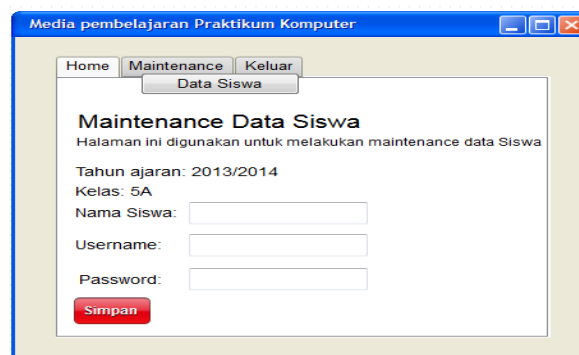 Media pembelajaran Praktikum Komputer
Home Maintenance Keluar
Data Siswa
Maintenance Data Siswa
Halaman ini digunakan untuk melakukan maintenance data Siswa
Tahun ajaran: 2013/2014
Kelas: 5A
Nama Siswa:
Username:
Password:
Simpan